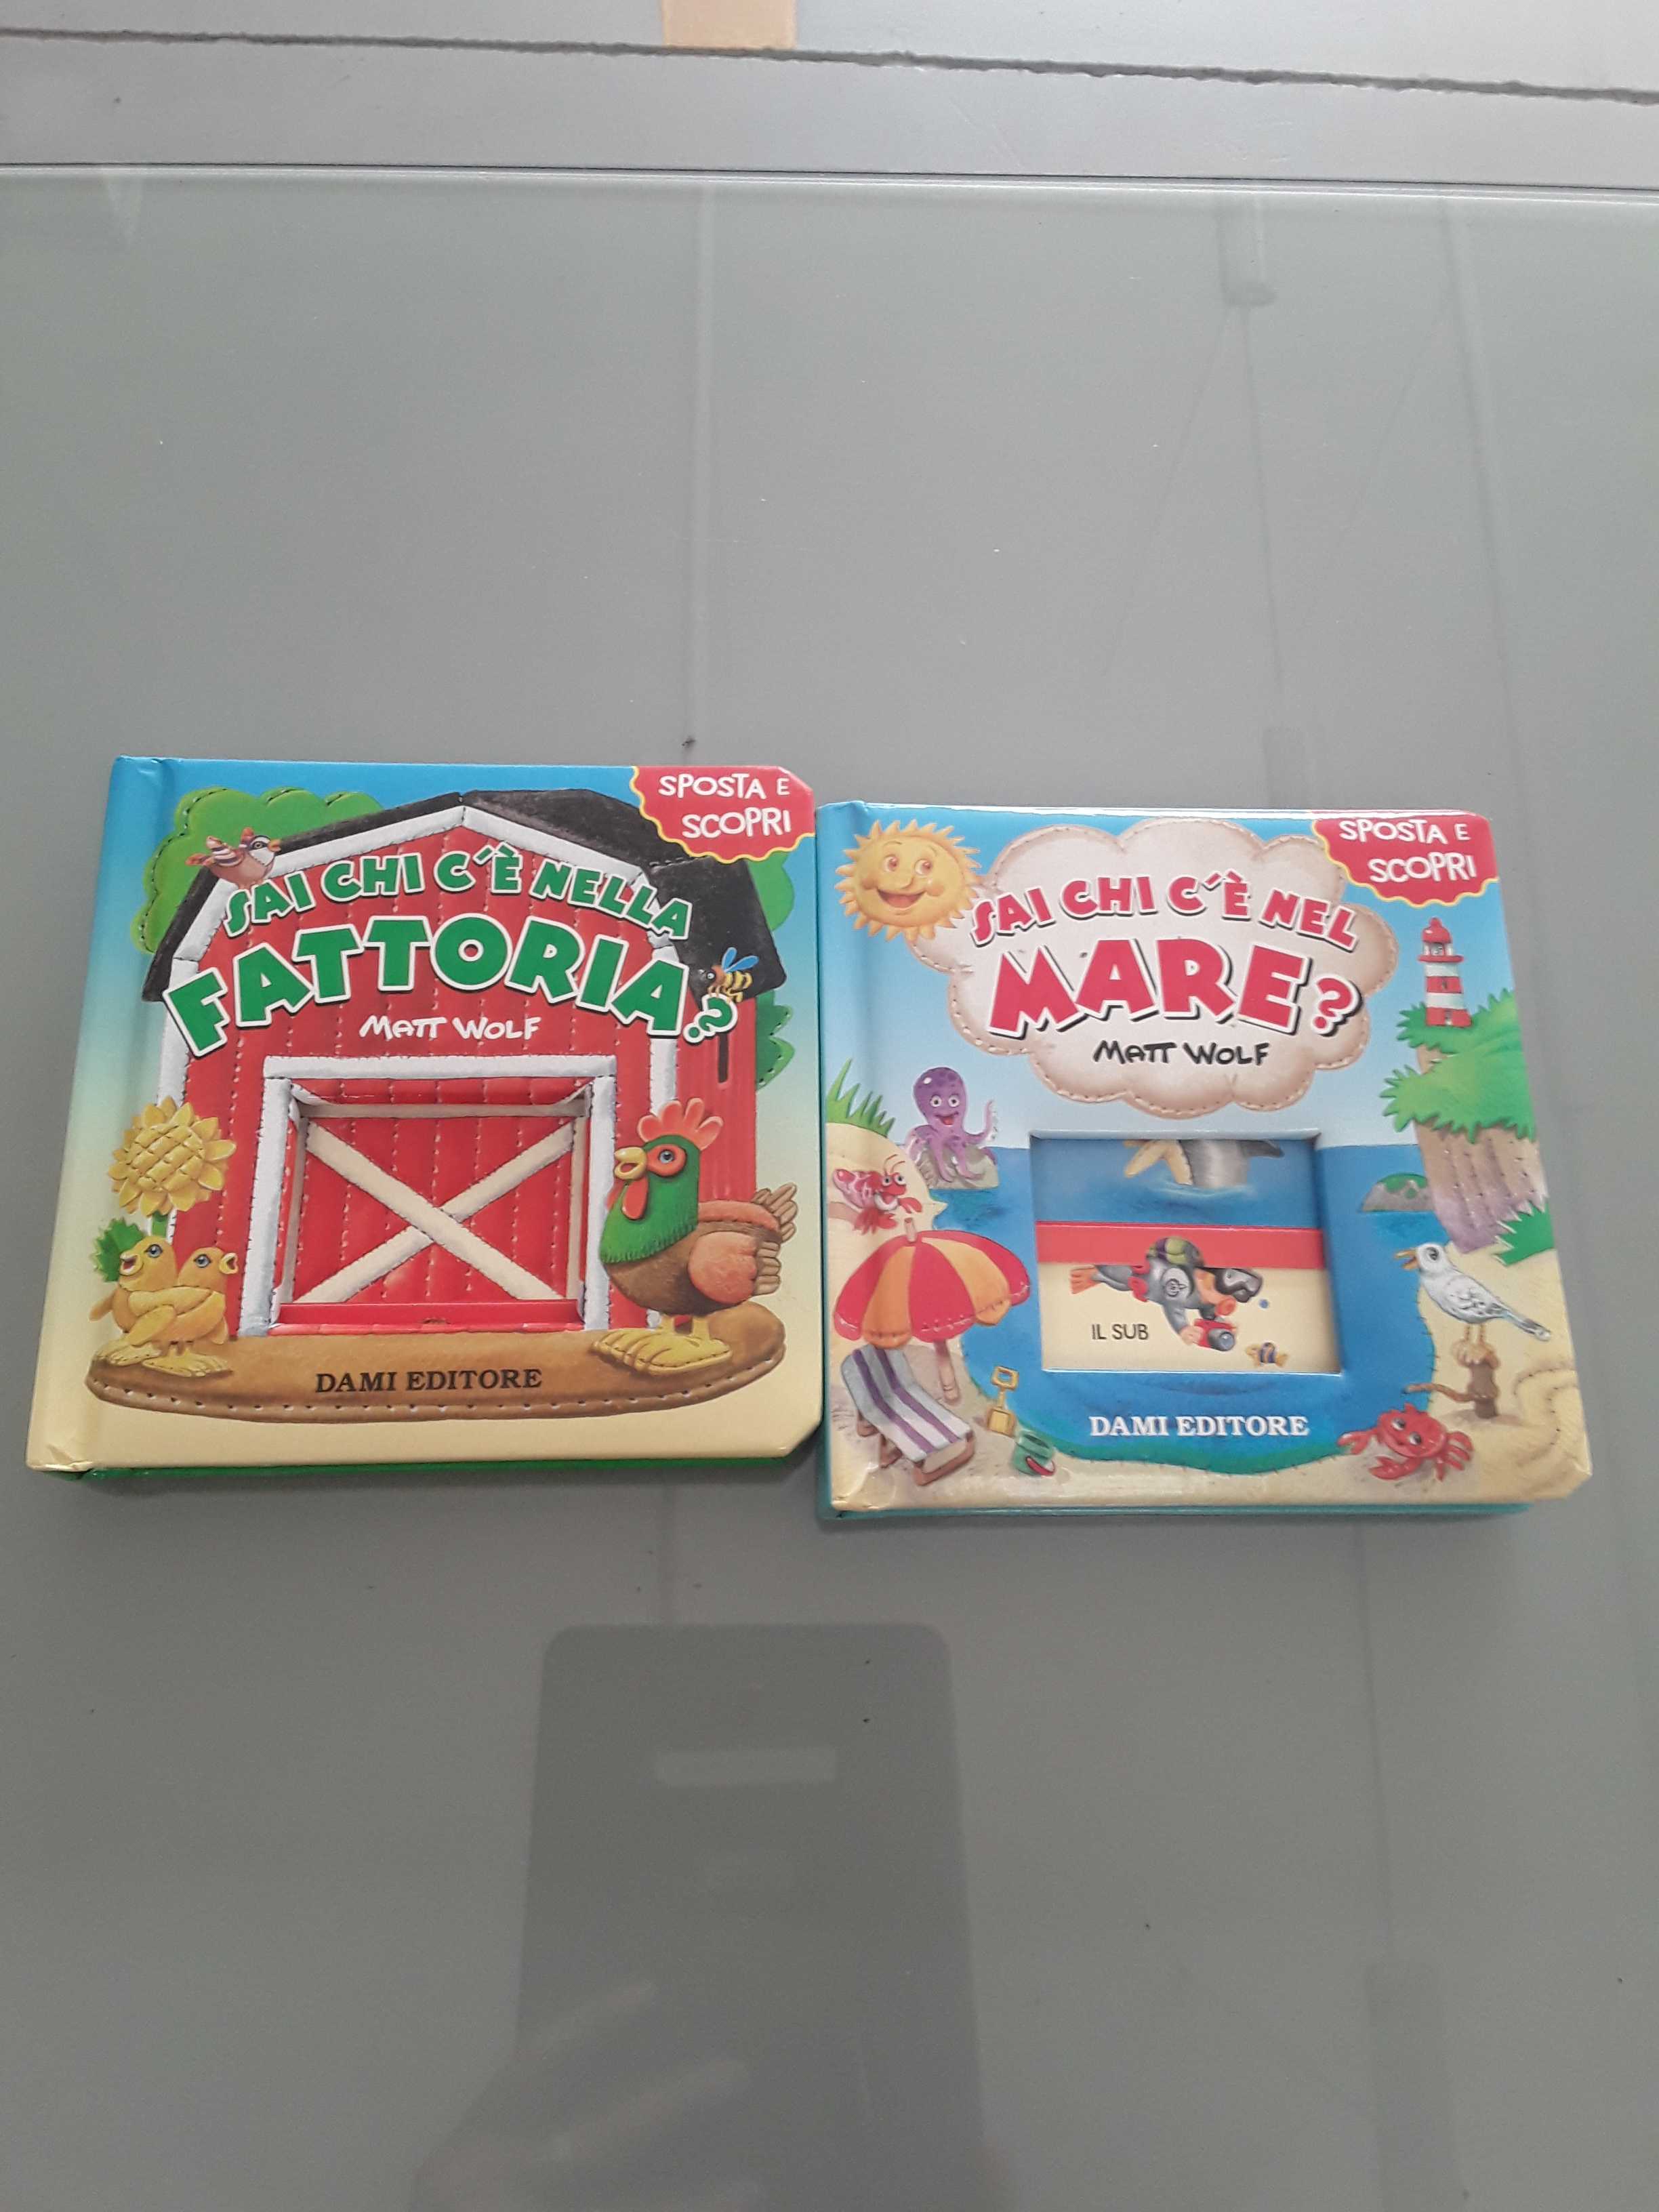 SPOSTA E
SCOPRI
SAI CHI C'È NELLA
FATTORIA?
MATT WOLF
DAMI EDITORE
SPOSTA E
SCOPRI
SAI CHI C'È NEL
MARE?
MATT WOLF
IL SUB
DAMI EDITORE